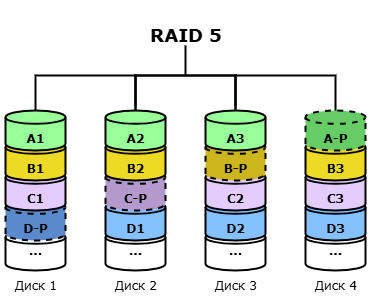 RAID 5
A1 A2 A3 A-P
B1 B2 B-P B3
C1 C-P C2 C3
D-P D1 D2 D3
... ... ... ...
Диск 1 Диск 2 Диск 3 Диск 4